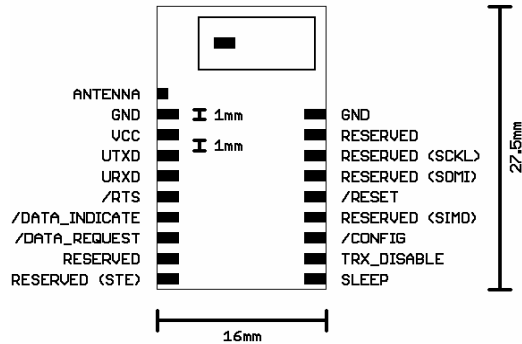 ANTENNA
GND 1mm GND
VCC RESERVED
1mm
UTXD RESERVED (SCKL)
URXD RESERVED (SOMI)
/RTS /RESET
/DATA_INDICATE RESERVED (SIMO)
/DATA_REQUEST /CONFIG
RESERVED TRX_DISABLE
RESERVED (STE) SLEEP
27.5mm
16mm